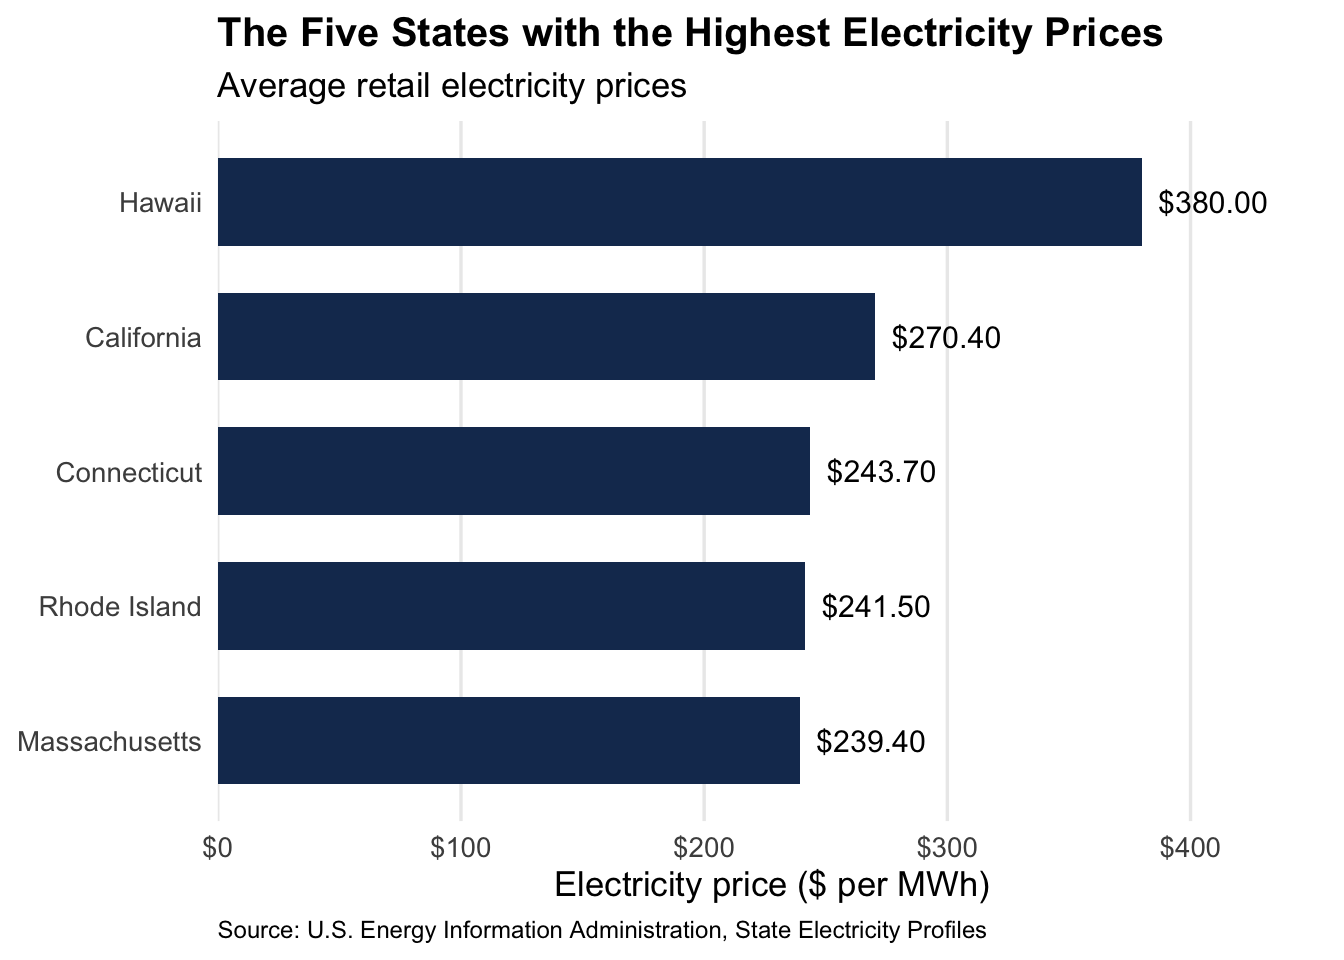 The Five States with the Highest Electricity Prices
Average retail electricity prices
Hawaii
$380.00
California
$270.40
Connecticut
$243.70
Rhode Island
$241.50
Massachusetts
$239.40
$0 $100 $200 $300 $400
Electricity price ($ per MWh)
Source: U.S. Energy Information Administration, State Electricity Profiles